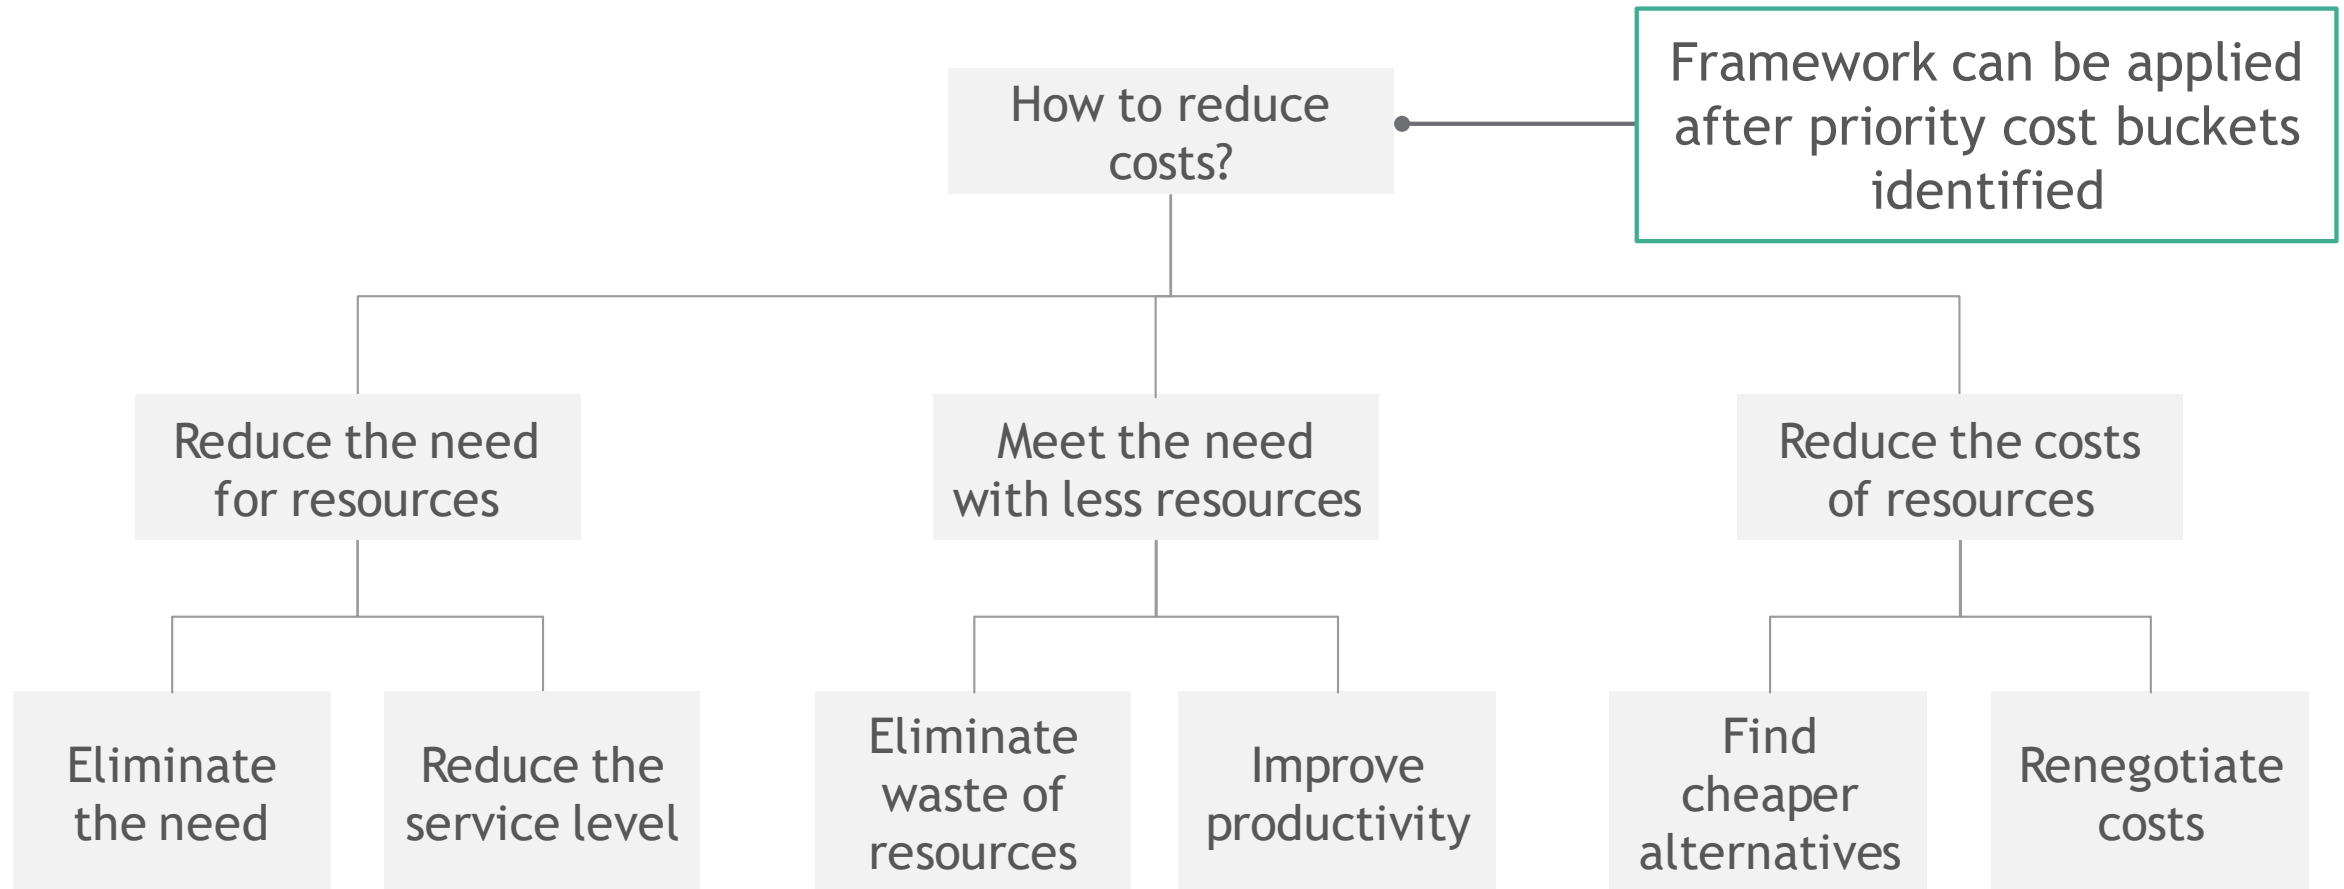 How to reduce
costs?
Framework can be applied
after priority cost buckets
identified
Reduce the need
for resources
Meet the need
with less resources
Reduce the costs
of resources
Eliminate
the need
Reduce the
service level
Eliminate
waste of
resources
Improve
productivity
Find
cheaper
alternatives
Renegotiate
costs